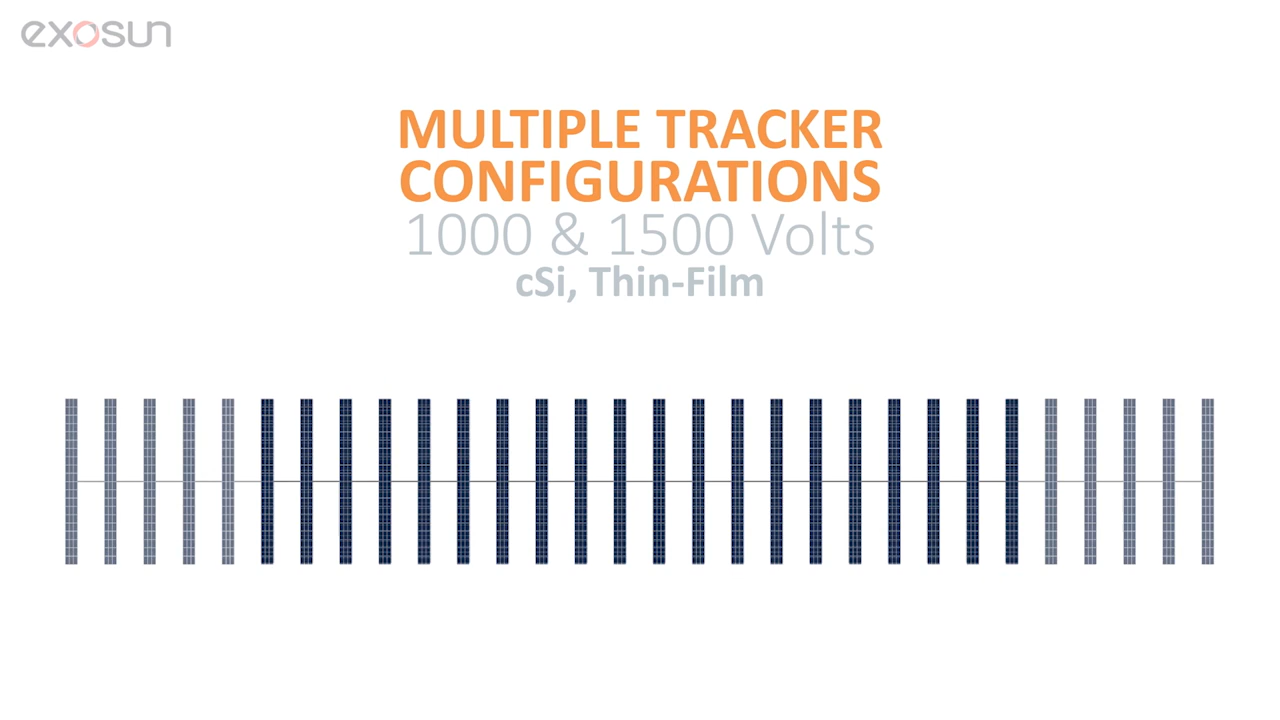 exosun
MULTIPLE TRACKER
CONFIGURATIONS
1000 & 1500 Volts
cSi, Thin-Film